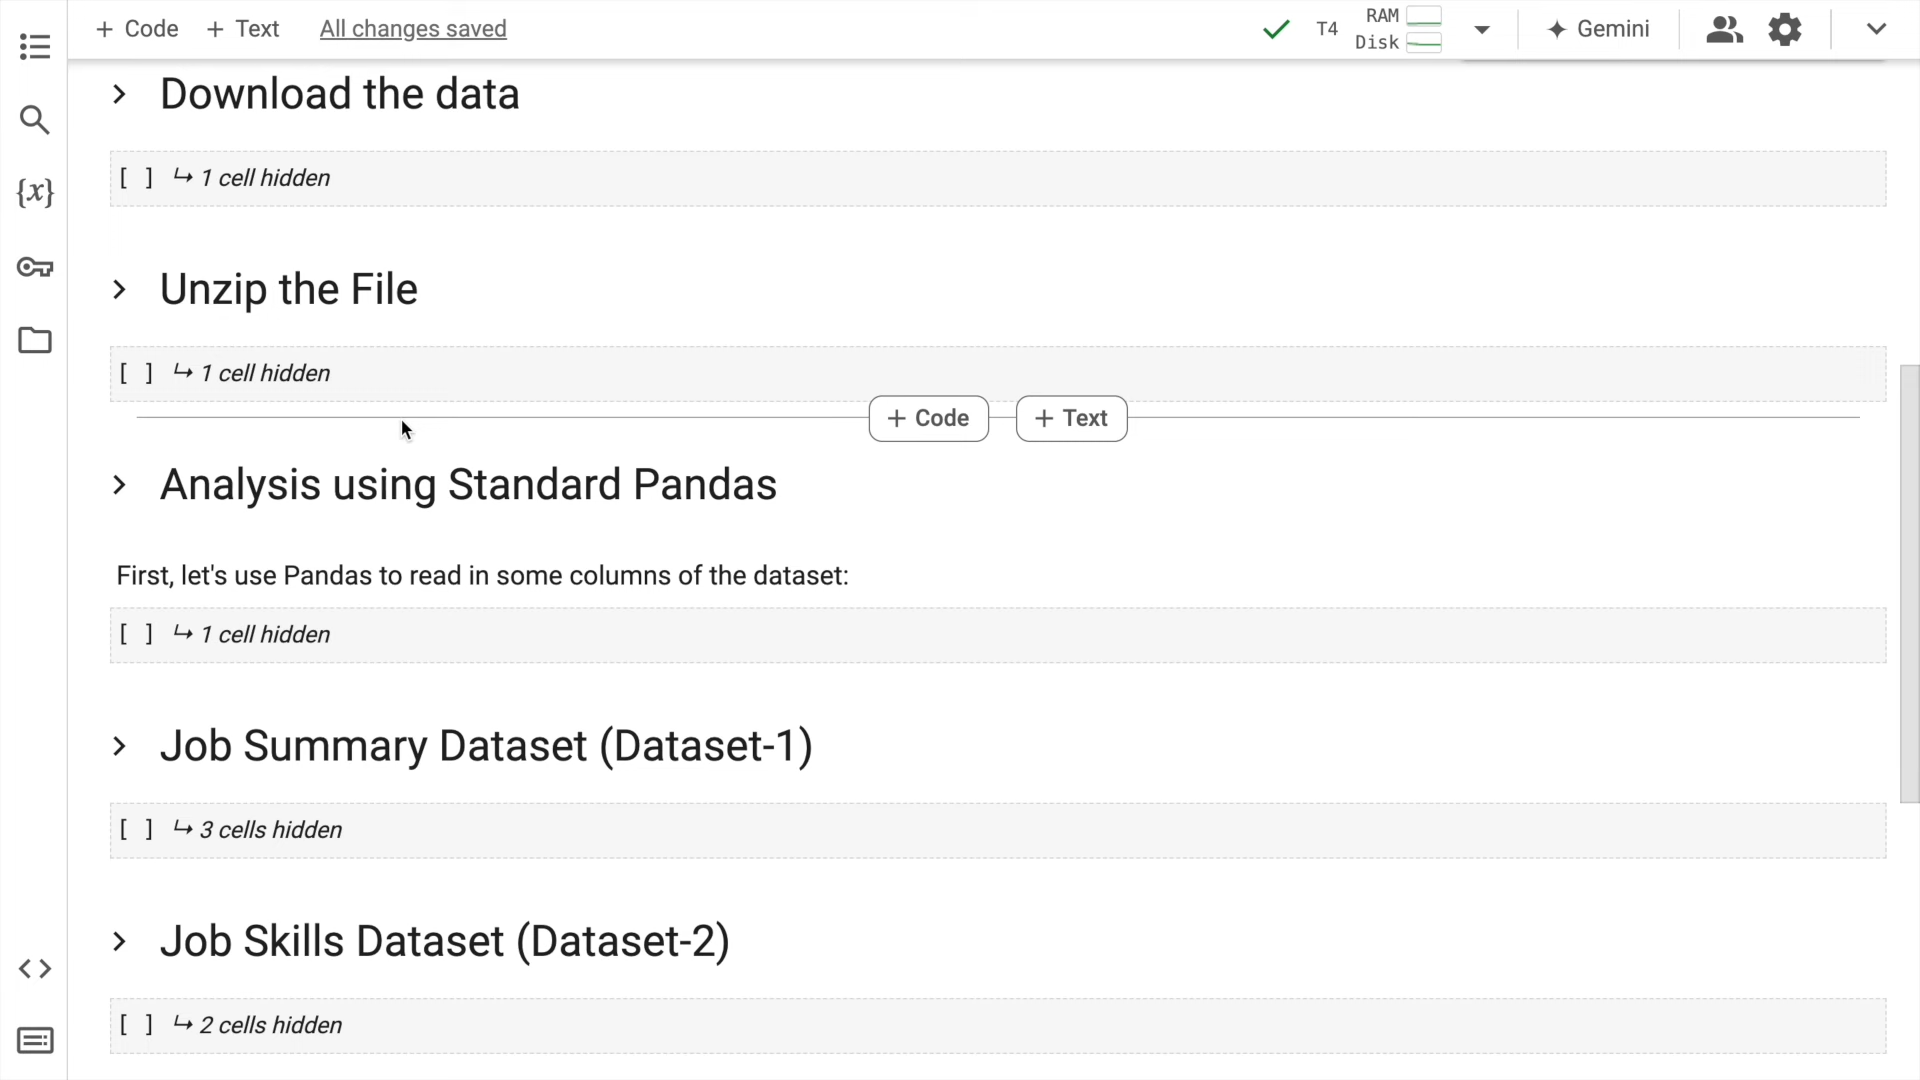 + Code + Text All changes saved T4 RAM Disk Gemini
Download the data
[ ] ↳ 1 cell hidden
Unzip the File
[ ] ↳ 1 cell hidden
+ Code + Text
Analysis using Standard Pandas
First, let's use Pandas to read in some columns of the dataset:
[ ] ↳ 1 cell hidden
Job Summary Dataset (Dataset-1)
[ ] ↳ 3 cells hidden
Job Skills Dataset (Dataset-2)
[ ] ↳ 2 cells hidden
{x}